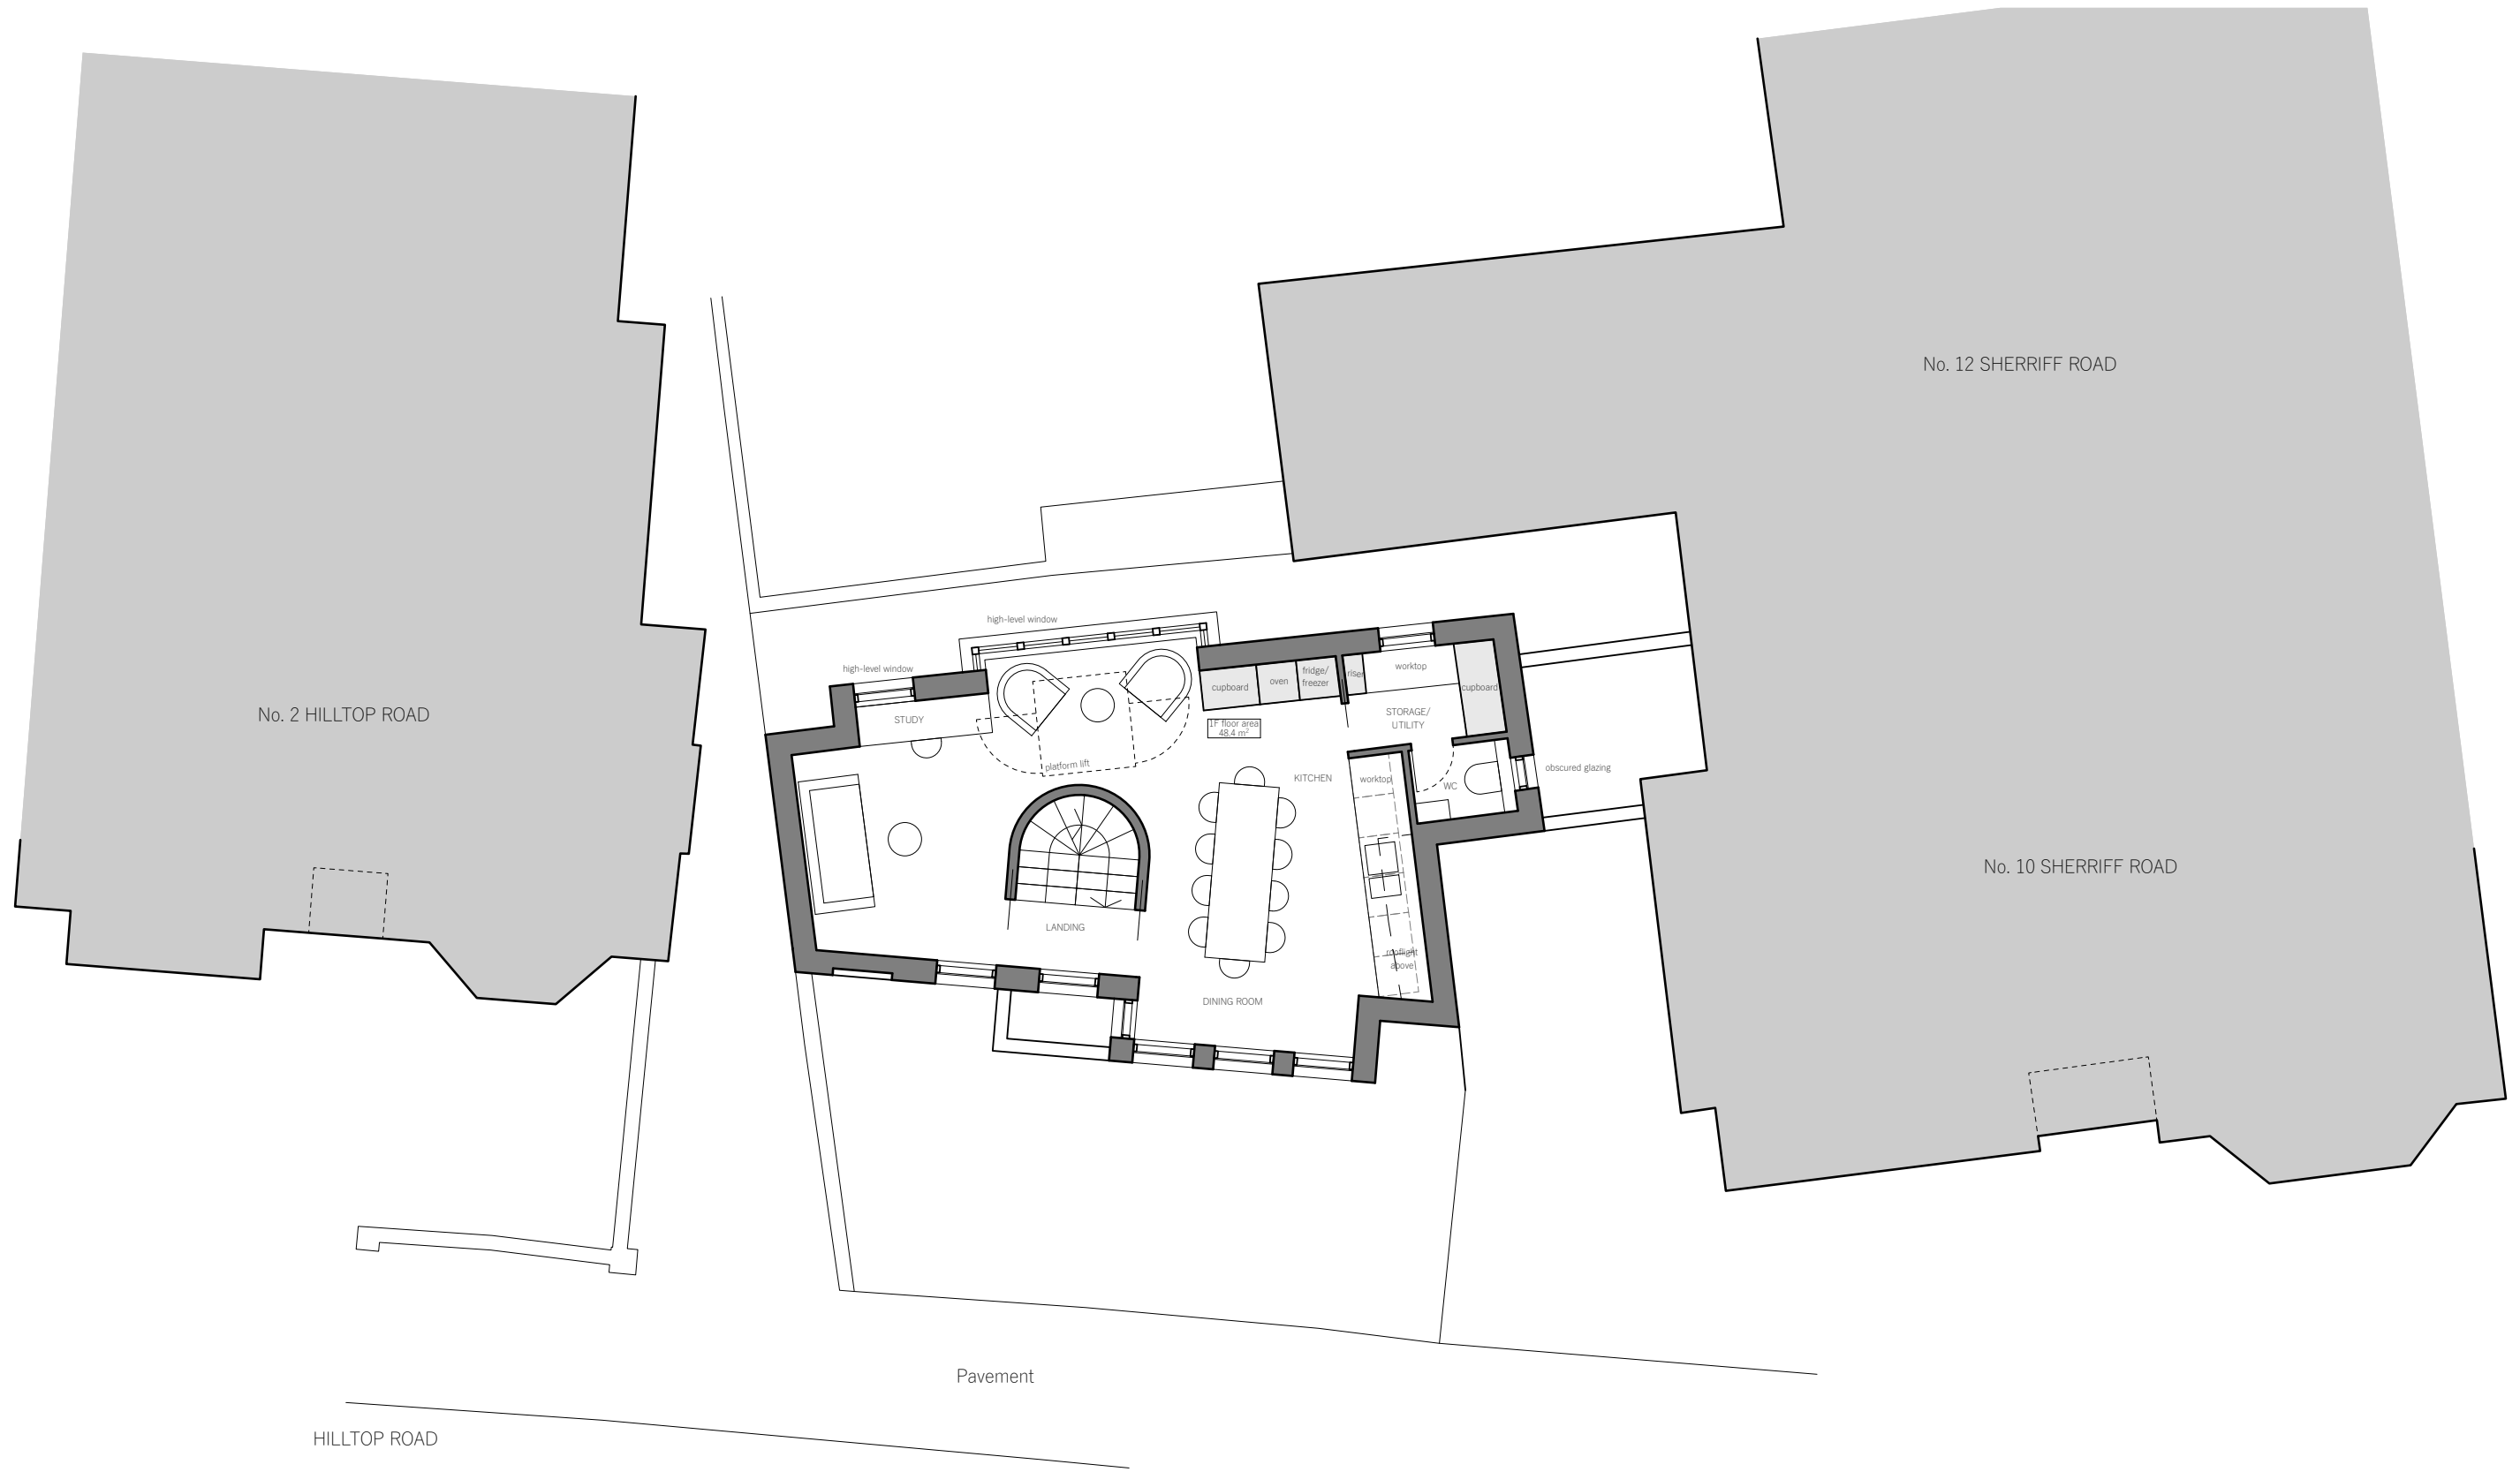 No. 12 SHERRIFF ROAD
high-level window
high-level window
cupboard
oven
fridge/
freezer
riser
worktop
cupboard
STUDY
1F floor area
48.4 m²
STORAGE/
UTILITY
No. 2 HILLTOP ROAD
platform lift
KITCHEN
worktop
WC
obscured glazing
No. 10 SHERRIFF ROAD
LANDING
rooflight
above
DINING ROOM
Pavement
HILLTOP ROAD